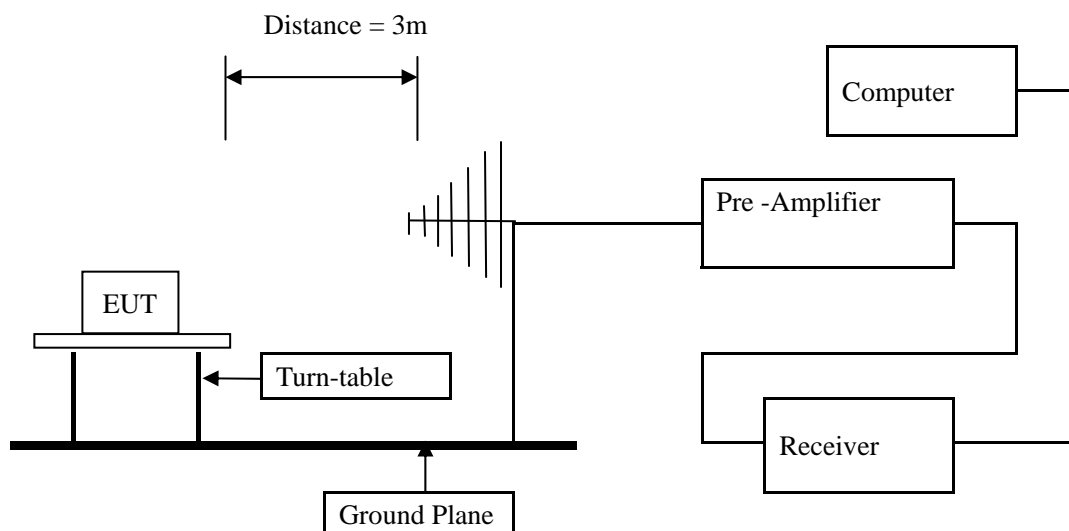 Distance = 3m
Computer
Pre -Amplifier
EUT
Turn-table
Receiver
Ground Plane